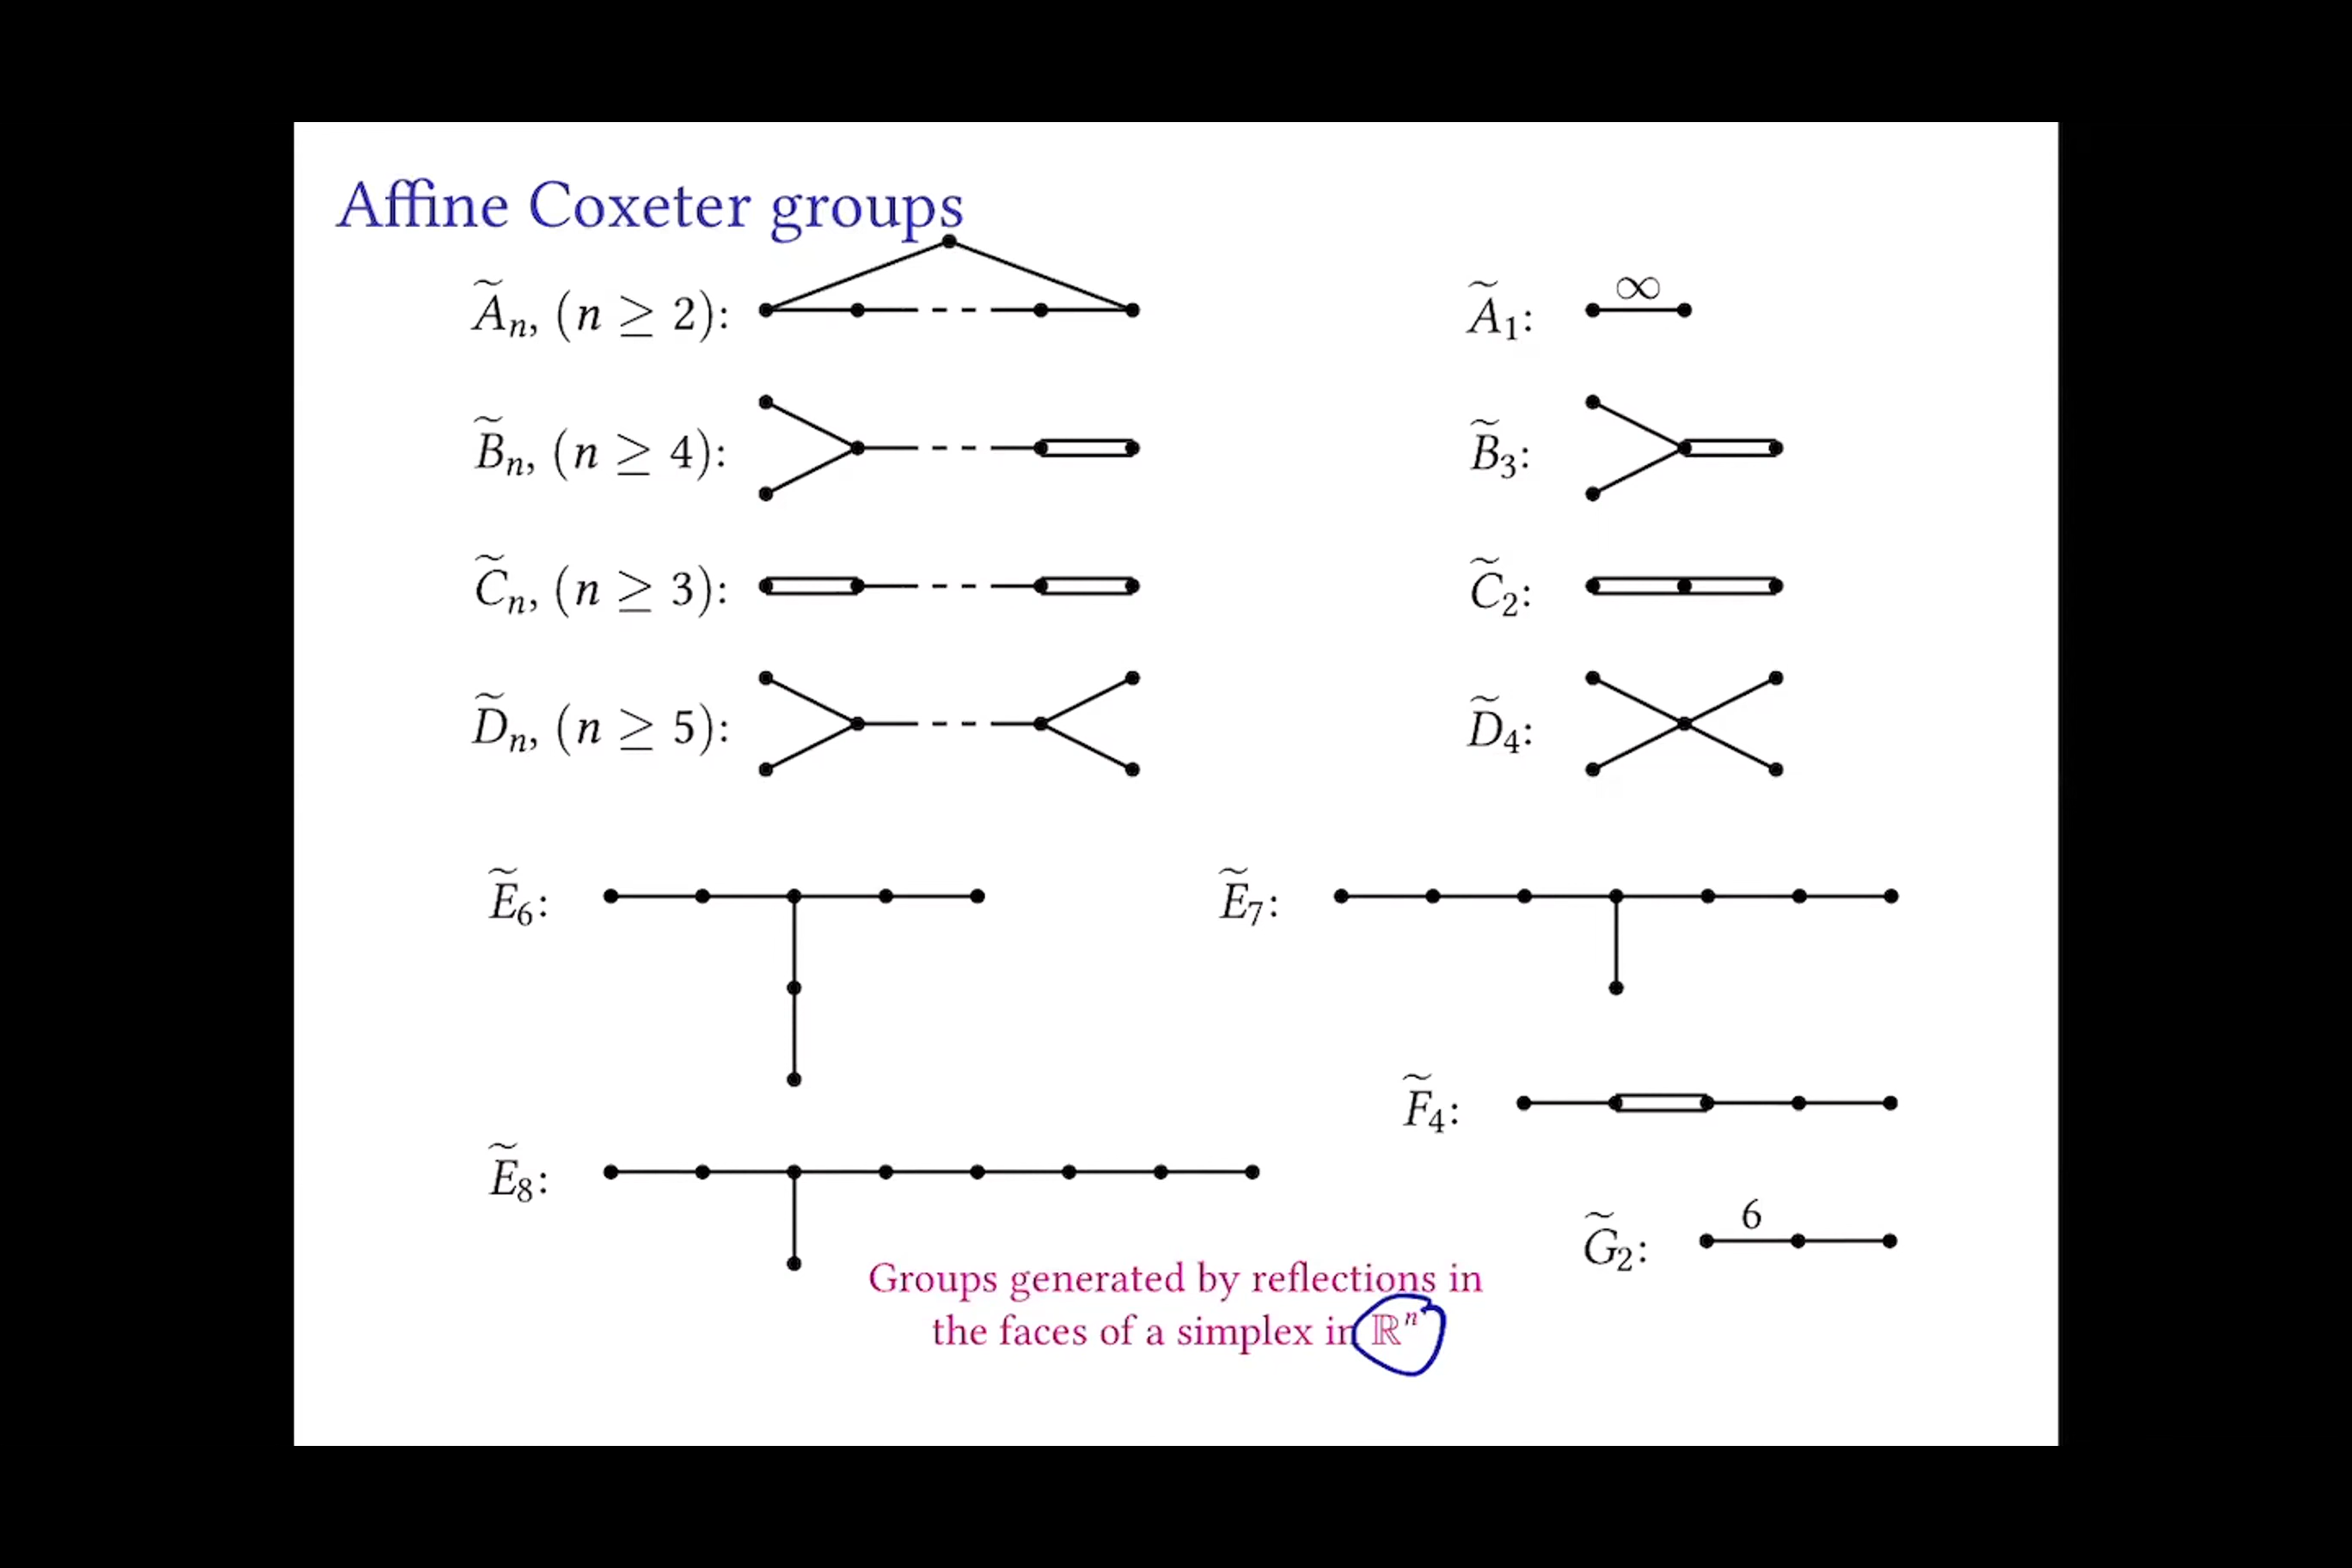 Affine Coxeter groups
Ãₙ, (n ≥ 2):
Ã₁: ∞
B̃ₙ, (n ≥ 4):
B̃₃:
C̃ₙ, (n ≥ 3):
C̃₂:
D̃ₙ, (n ≥ 5):
D̃₄:
Ẽ₆:
Ẽ₇:
F̃₄:
Ẽ₈:
G̃₂: 6
Groups generated by reflections in
the faces of a simplex in ℝⁿ